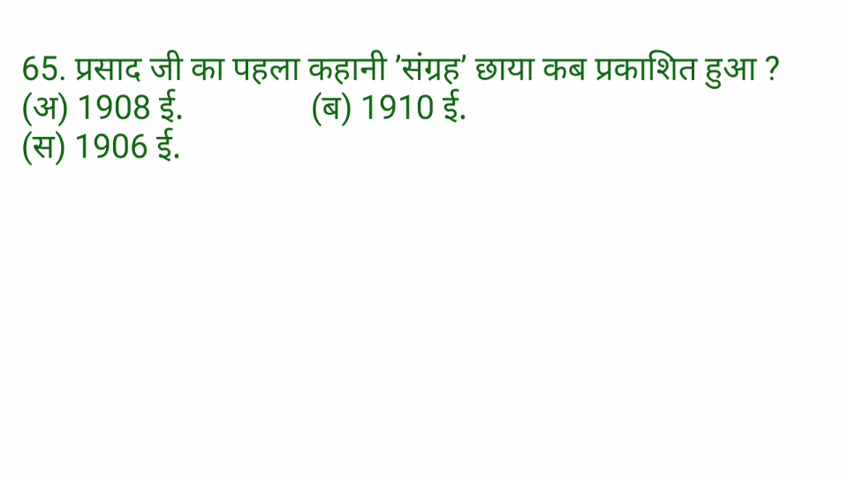 65. प्रसाद जी का पहला कहानी ’संग्रह’ छाया कब प्रकाशित हुआ ?
(अ) 1908 ई. (ब) 1910 ई.
(स) 1906 ई.